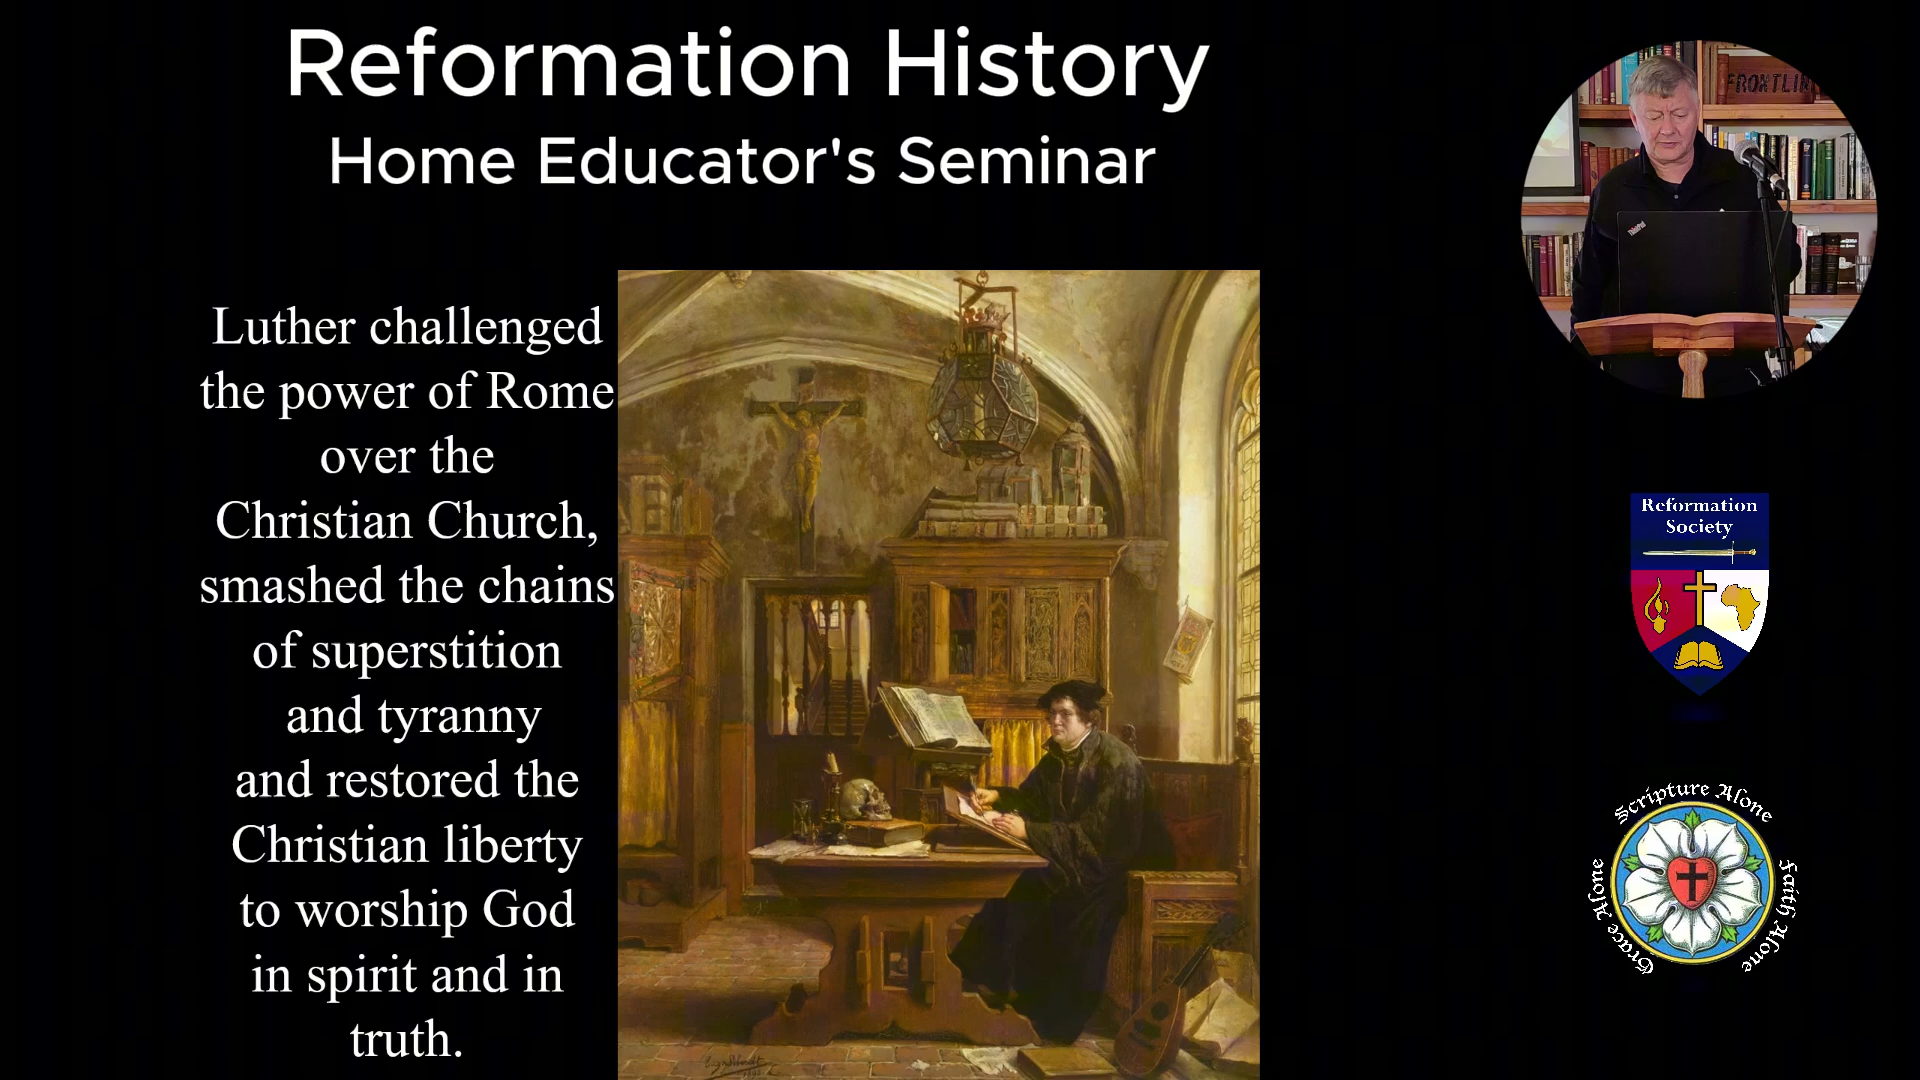 Reformation History
Home Educator's Seminar
Luther challenged
the power of Rome
over the
Christian Church,
smashed the chains
of superstition
and tyranny
and restored the
Christian liberty
to worship God
in spirit and in
truth.
FRONTLIN
ThinkPad
Reformation
Society
Scripture Alone
Faith Alone
Grace Alone